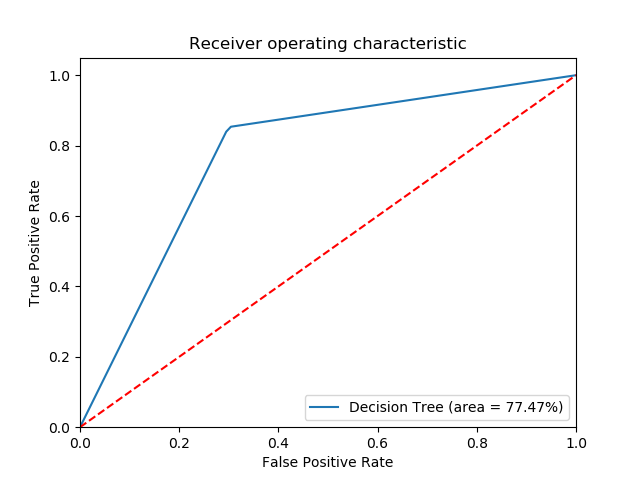 Receiver operating characteristic
1.0
0.8
0.6
0.4
0.2
0.0
True Positive Rate
Decision Tree (area = 77.47%)
0.0 0.2 0.4 0.6 0.8 1.0
False Positive Rate